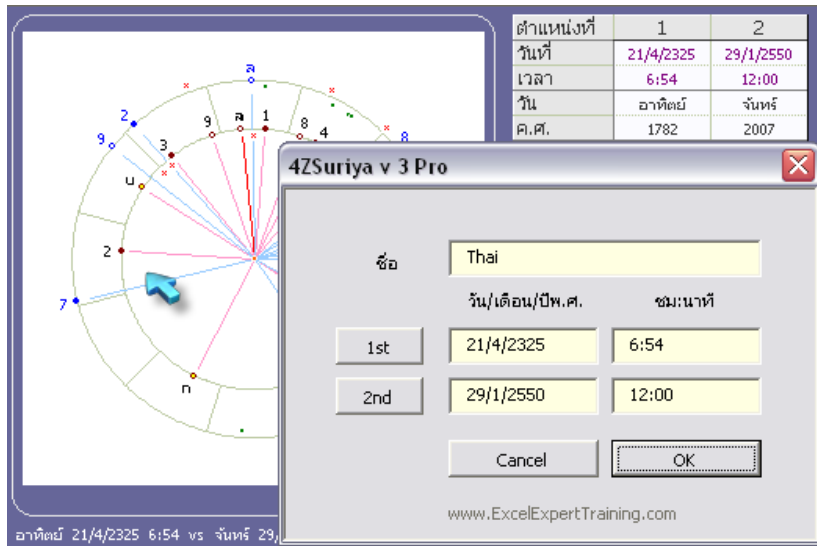 ตำแหน่งที่ 1 2
วันที่ 21/4/2325 29/1/2550
เวลา 6:54 12:00
วัน อาทิตย์ จันทร์
ค.ศ. 1782 2007
ล
2
9
9
ล
1
8
4
8
3
u
2
7
n
4ZSuriya v 3 Pro
ชื่อ Thai
วัน/เดือน/ปีพ.ศ. ชม:นาที
1st 21/4/2325 6:54
2nd 29/1/2550 12:00
Cancel OK
www.ExcelExpertTraining.com
อาทิตย์ 21/4/2325 6:54 vs จันทร์ 29/